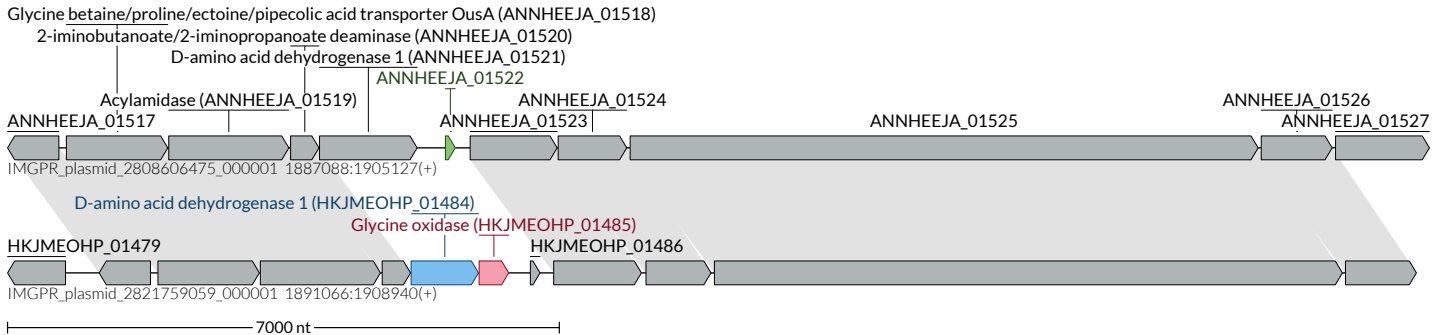 Glycine betaine/proline/ectoine/pipecolic acid transporter OusA (ANNHEEJA_01518)
2-iminobutanoate/2-iminopropanoate deaminase (ANNHEEJA_01520)
D-amino acid dehydrogenase 1 (ANNHEEJA_01521)
ANNHEEJA_01522
Acylamidase (ANNHEEJA_01519) ANNHEEJA_01524 ANNHEEJA_01526
ANNHEEJA_01517 ANNHEEJA_01523 ANNHEEJA_01525 ANNHEEJA_01527
IMGPR_plasmid_2808606475_000001 1887088:1905127(+)
D-amino acid dehydrogenase 1 (HKJMEOHP_01484)
Glycine oxidase (HKJMEOHP_01485)
HKJMEOHP_01479 HKJMEOHP_01486
IMGPR_plasmid_2821759059_000001 1891066:1908940(+)
7000 nt